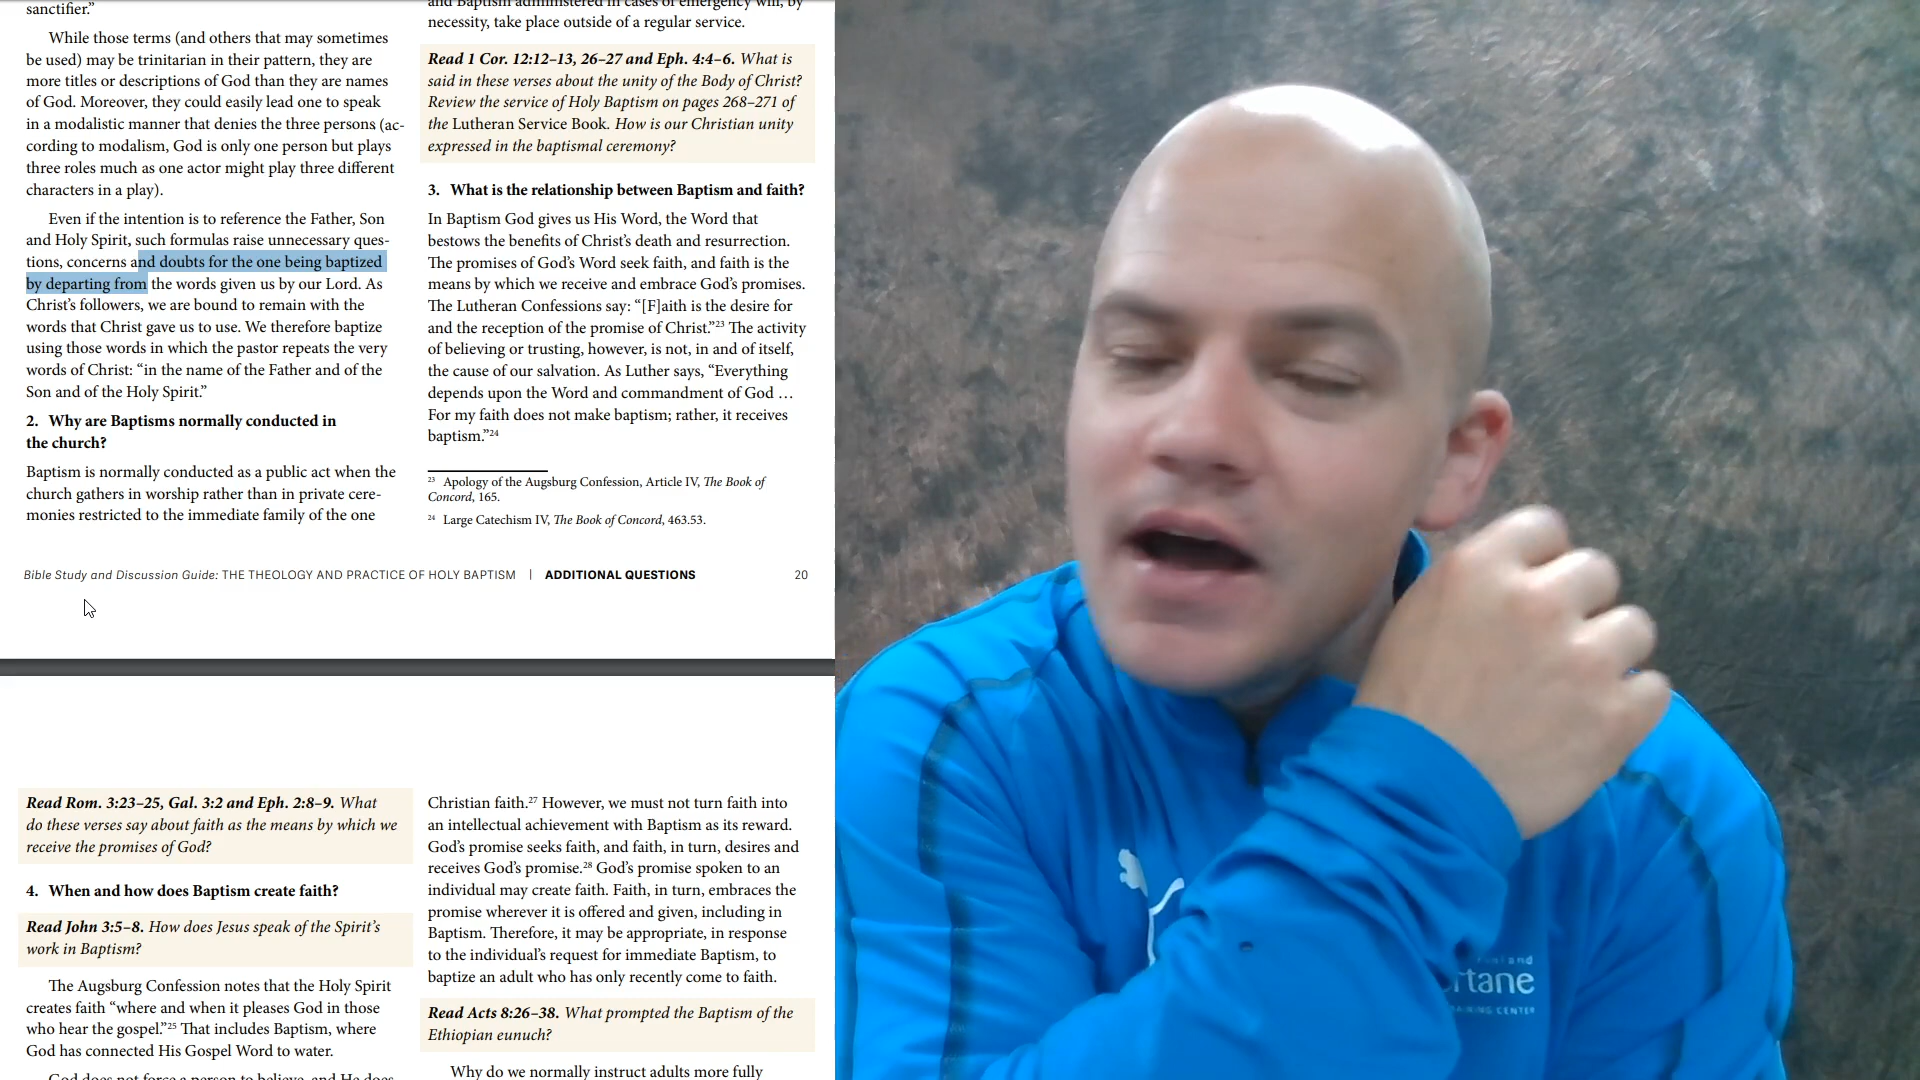 sanctifier.”
While those terms (and others that may sometimes
be used) may be trinitarian in their pattern, they are
more titles or descriptions of God than they are names
of God. Moreover, they could easily lead one to speak
in a modalistic manner that denies the three persons (ac-
cording to modalism, God is only one person but plays
three roles much as one actor might play three different
characters in a play).
Even if the intention is to reference the Father, Son
and Holy Spirit, such formulas raise unnecessary ques-
tions, concerns and doubts for the one being baptized
by departing from the words given us by our Lord. As
Christ’s followers, we are bound to remain with the
words that Christ gave us to use. We therefore baptize
using those words in which the pastor repeats the very
words of Christ: “in the name of the Father and of the
Son and of the Holy Spirit.”
2. Why are Baptisms normally conducted in
the church?
Baptism is normally conducted as a public act when the
church gathers in worship rather than in private cere-
monies restricted to the immediate family of the one
and Baptism administered in cases of emergency will, by
necessity, take place outside of a regular service.
Read 1 Cor. 12:12–13, 26–27 and Eph. 4:4–6. What is
said in these verses about the unity of the Body of Christ?
Review the service of Holy Baptism on pages 268–271 of
the Lutheran Service Book. How is our Christian unity
expressed in the baptismal ceremony?
3. What is the relationship between Baptism and faith?
In Baptism God gives us His Word, the Word that
bestows the benefits of Christ’s death and resurrection.
The promises of God’s Word seek faith, and faith is the
means by which we receive and embrace God’s promises.
The Lutheran Confessions say: “[F]aith is the desire for
and the reception of the promise of Christ.”23 The activity
of believing or trusting, however, is not, in and of itself,
the cause of our salvation. As Luther says, “Everything
depends upon the Word and commandment of God …
For my faith does not make baptism; rather, it receives
baptism.”24
23 Apology of the Augsburg Confession, Article IV, The Book of
Concord, 165.
24 Large Catechism IV, The Book of Concord, 463.53.
Bible Study and Discussion Guide: THE THEOLOGY AND PRACTICE OF HOLY BAPTISM | ADDITIONAL QUESTIONS 20
Read Rom. 3:23–25, Gal. 3:2 and Eph. 2:8–9. What
do these verses say about faith as the means by which we
receive the promises of God?
4. When and how does Baptism create faith?
Read John 3:5–8. How does Jesus speak of the Spirit’s
work in Baptism?
The Augsburg Confession notes that the Holy Spirit
creates faith “where and when it pleases God in those
who hear the gospel.”25 That includes Baptism, where
God has connected His Gospel Word to water.
God does not force a person to believe, and He does
Christian faith.27 However, we must not turn faith into
an intellectual achievement with Baptism as its reward.
God’s promise seeks faith, and faith, in turn, desires and
receives God’s promise.28 God’s promise spoken to an
individual may create faith. Faith, in turn, embraces the
promise wherever it is offered and given, including in
Baptism. Therefore, it may be appropriate, in response
to the individual’s request for immediate Baptism, to
baptize an adult who has only recently come to faith.
Read Acts 8:26–38. What prompted the Baptism of the
Ethiopian eunuch?
Why do we normally instruct adults more fully
rtane
CENTER